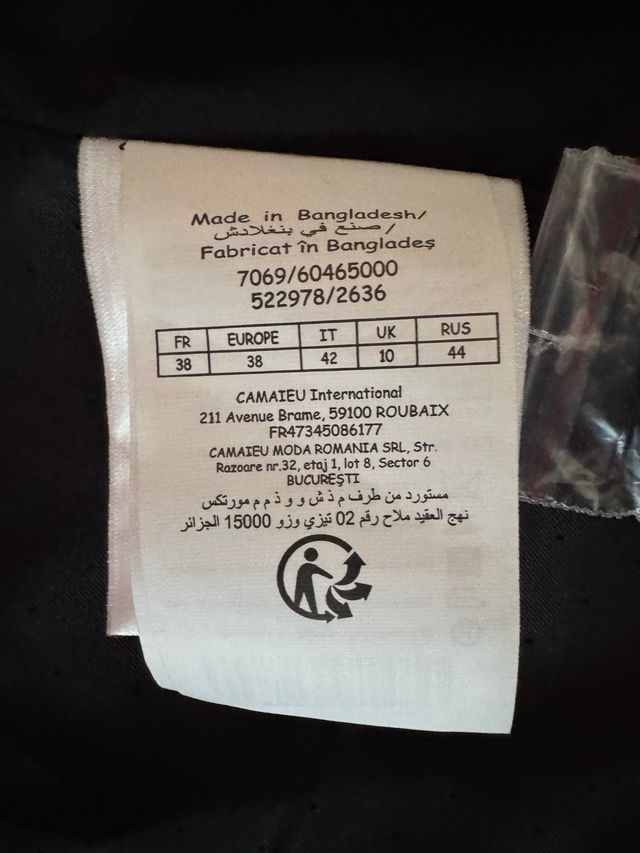 Made in Bangladesh/
صنع في بنغلادش /
Fabricat în Bangladeş
7069/60465000
522978/2636
FR EUROPE IT UK RUS
38 38 42 10 44
CAMAIEU International
211 Avenue Brame, 59100 ROUBAIX
FR47345086177
CAMAIEU MODA ROMANIA SRL, Str.
Razoare nr.32, etaj 1, lot 8, Sector 6
BUCUREŞTI
مستورد من طرف م ذ ش و و ذ م م مورتكس
نهج العقيد ملاح رقم 02 تيزي وزو 15000 الجزائر